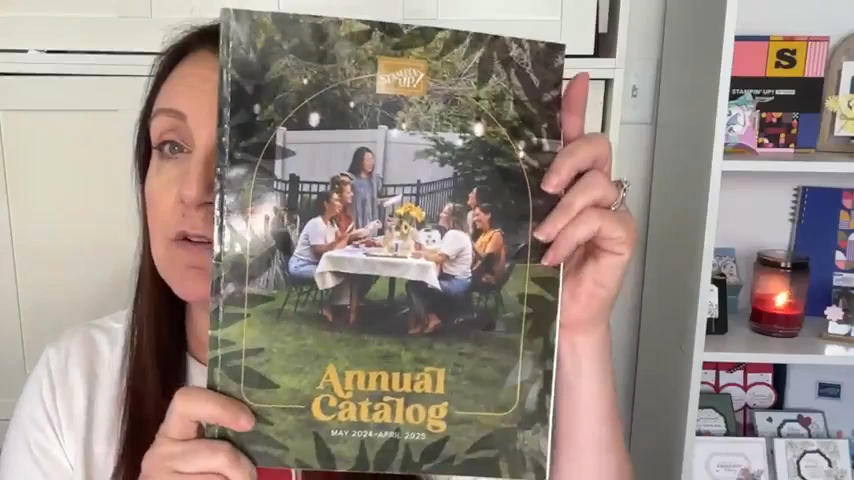 STAMPIN' UP!
Annual
Catalog
MAY 2024–APRIL 2025
S
STAMPIN' UP!